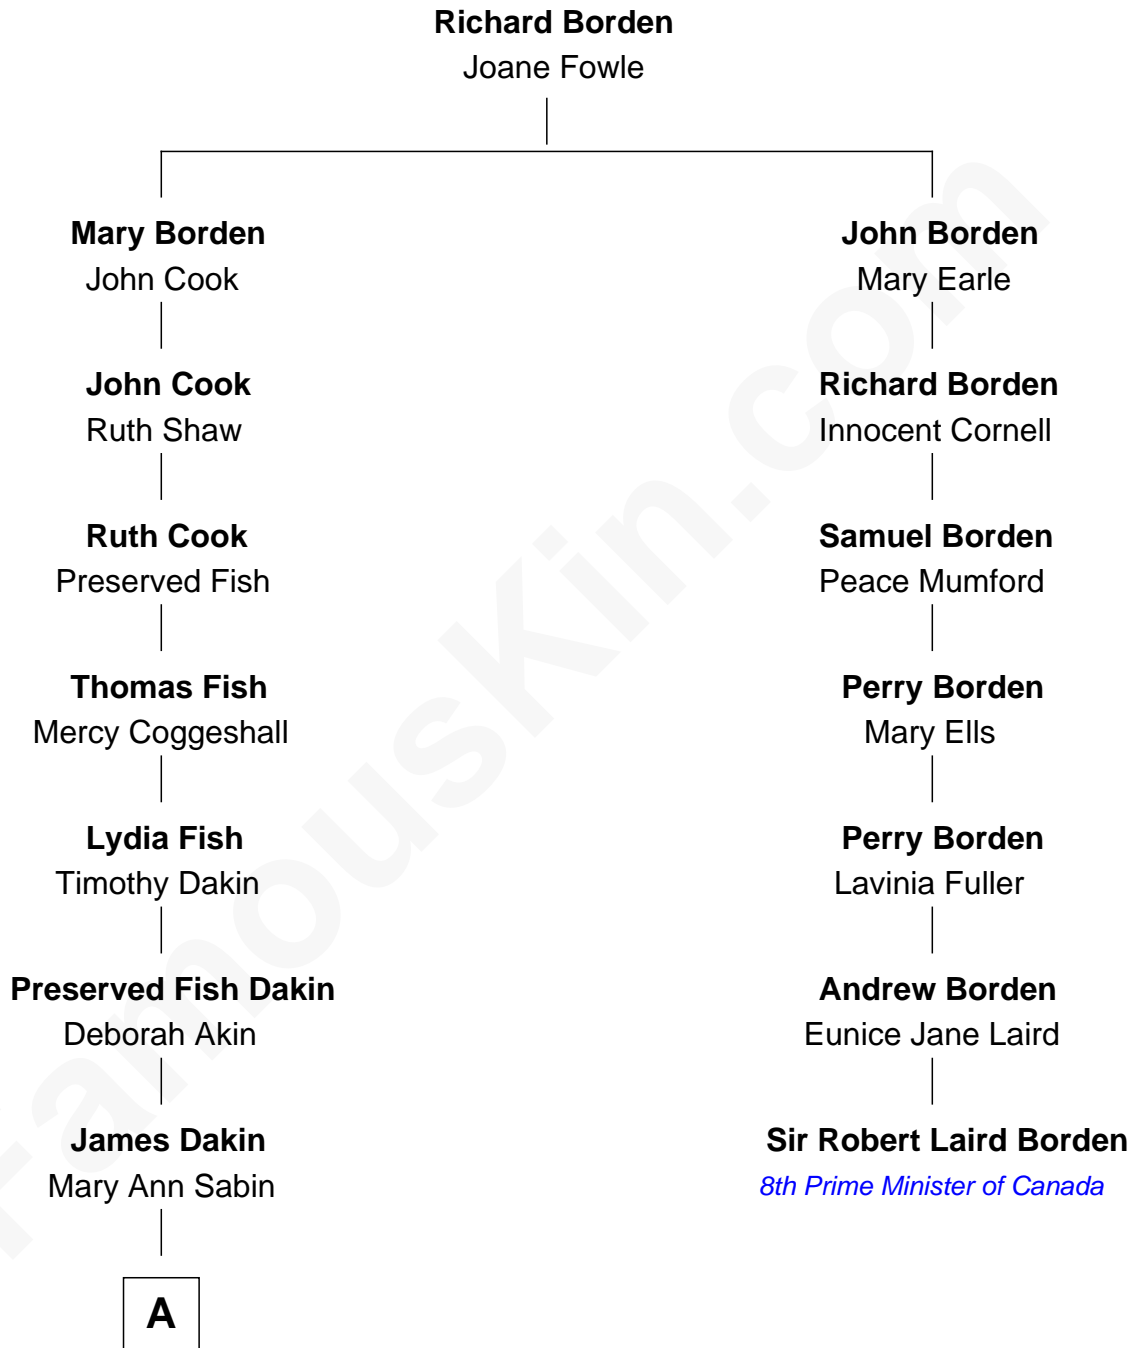 Richard Borden
Joane Fowle
Mary Borden
John Cook
John Borden
Mary Earle
John Cook
Ruth Shaw
Richard Borden
Innocent Cornell
Ruth Cook
Preserved Fish
Samuel Borden
Peace Mumford
Thomas Fish
Mercy Coggeshall
Perry Borden
Mary Ells
Lydia Fish
Timothy Dakin
Perry Borden
Lavinia Fuller
Preserved Fish Dakin
Deborah Akin
Andrew Borden
Eunice Jane Laird
James Dakin
Mary Ann Sabin
Sir Robert Laird Borden
8th Prime Minister of Canada
A
FamousKin.com